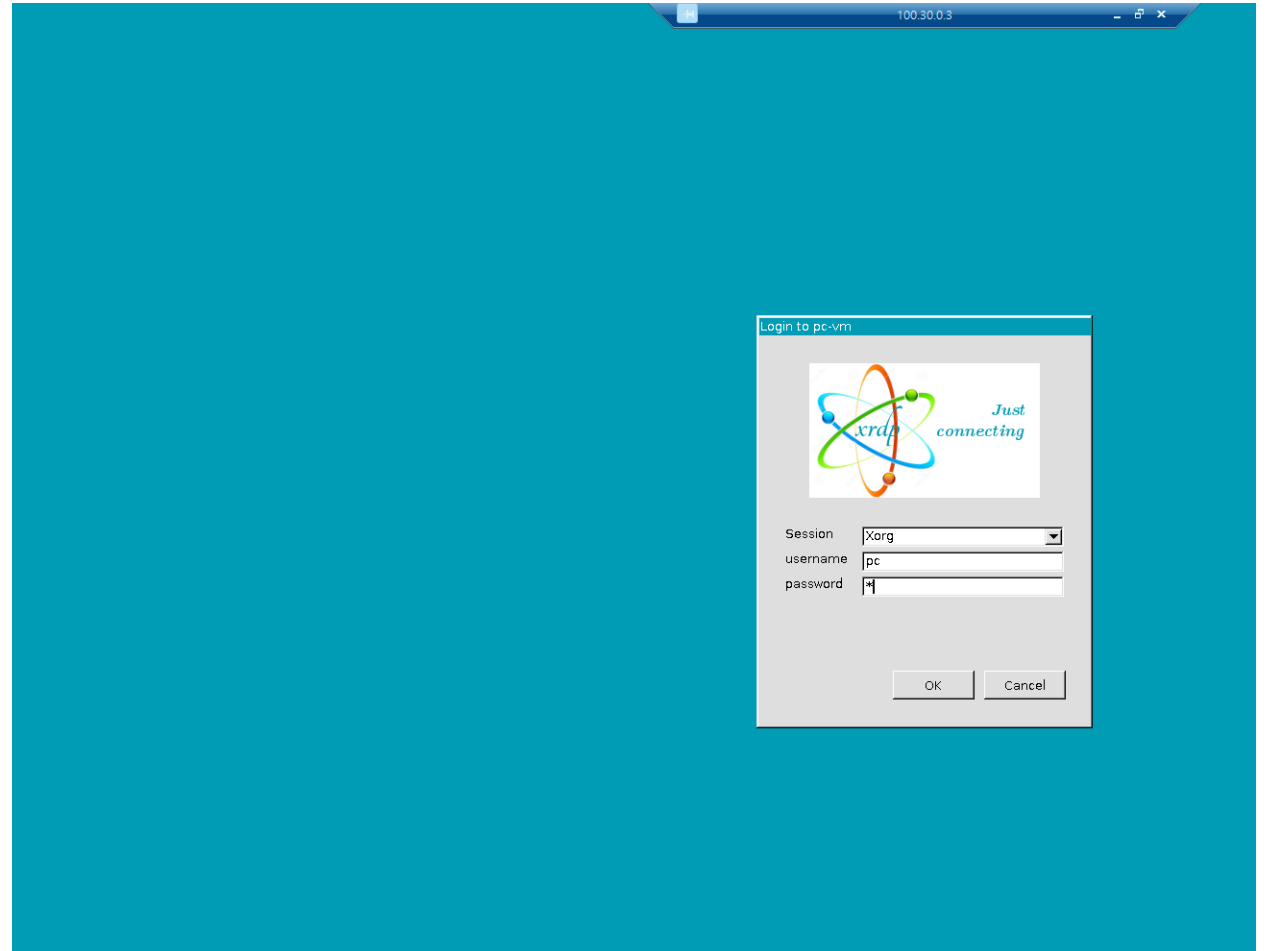 100.30.0.3
Login to pc-vm
xrdp
Just
connecting
Session Xorg
username pc
password *
OK Cancel